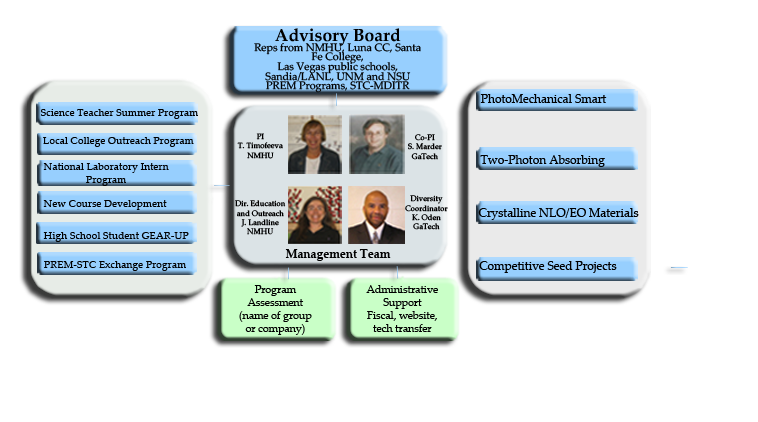 Advisory Board
Reps from NMHU, Luna CC, Santa
Fe College,
Las Vegas public schools,
Sandia/LANL, UNM and NSU
PREM Programs, STC-MDITR
Science Teacher Summer Program
Local College Outreach Program
National Laboratory Intern
Program
New Course Development
High School Student GEAR-UP
PREM-STC Exchange Program
PI
T. Timofeeva
NMHU
Co-PI
S. Marder
GaTech
Dir. Education
and Outreach
J. Landline
NMHU
Diversity
Coordinator
K. Oden
GaTech
Management Team
PhotoMechanical Smart
Two-Photon Absorbing
Crystalline NLO/EO Materials
Competitive Seed Projects
Program
Assessment
(name of group
or company)
Administrative
Support
Fiscal, website,
tech transfer